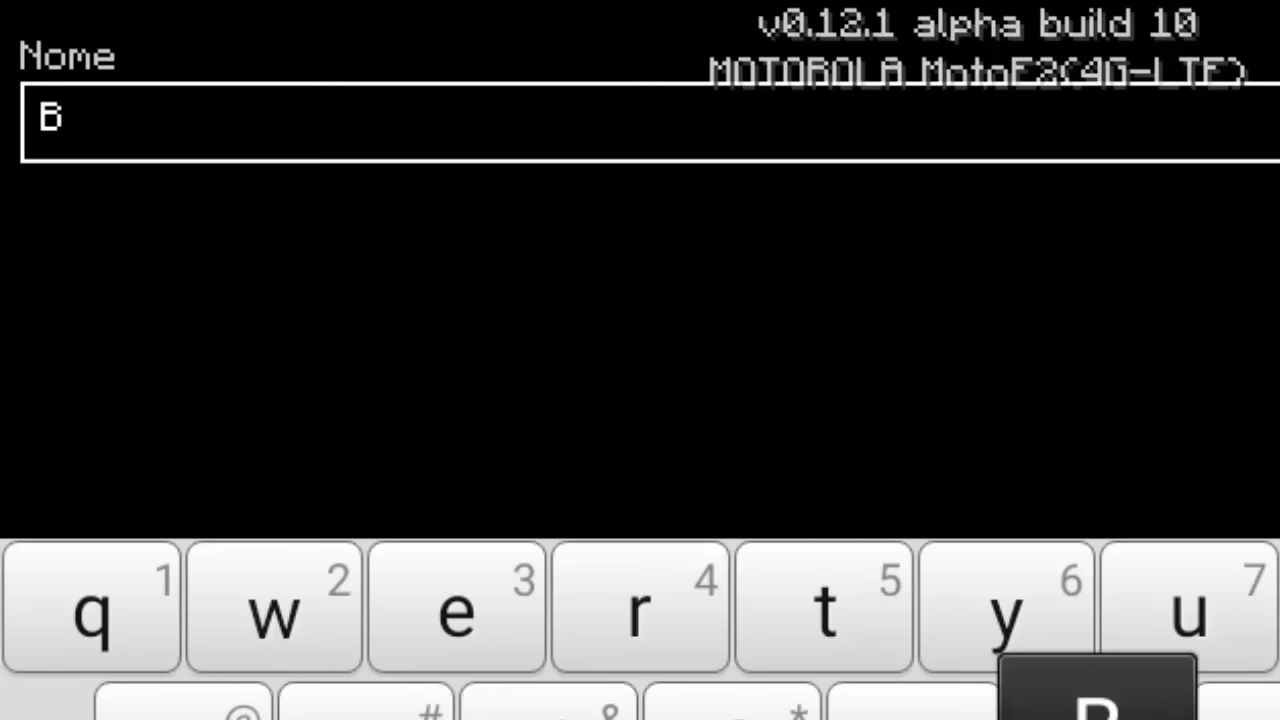 v0.12.1 alpha build 10
Nome
MOTOROLA MotoE2(4G-LTE)
B
q 1 w 2 e 3 r 4 t 5 y 6 u 7
@ # & *
B